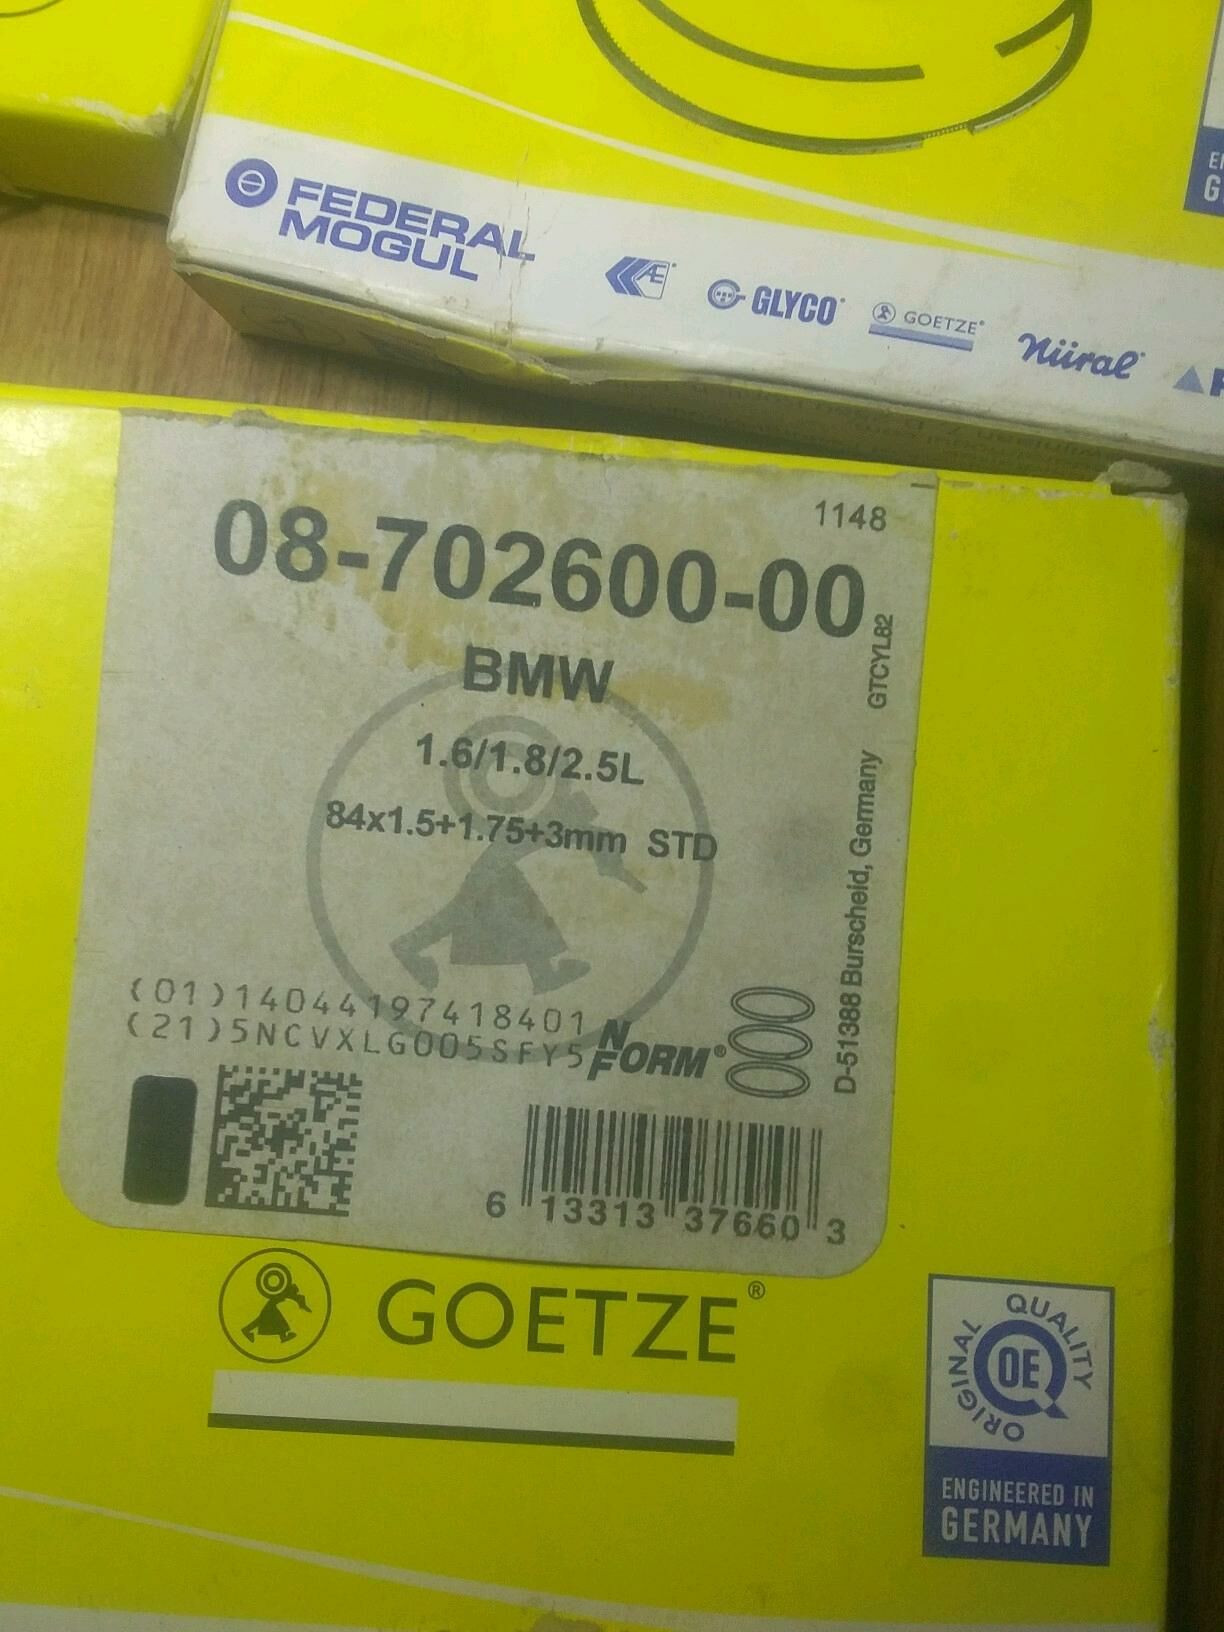 FEDERAL
MOGUL
Æ
GLYCO®
GOETZE®
Nüral®
08-702600-00
1148
BMW
1.6/1.8/2.5L
84x1.5+1.75+3mm STD
GTCYL82
D-51388 Burscheid, Germany
(01)14044197418401
(21)5NCVXLG005SFY5
N
FORM®
6 13313 37660 3
GOETZE®
ORIGINAL QUALITY
OE
ENGINEERED IN
GERMANY